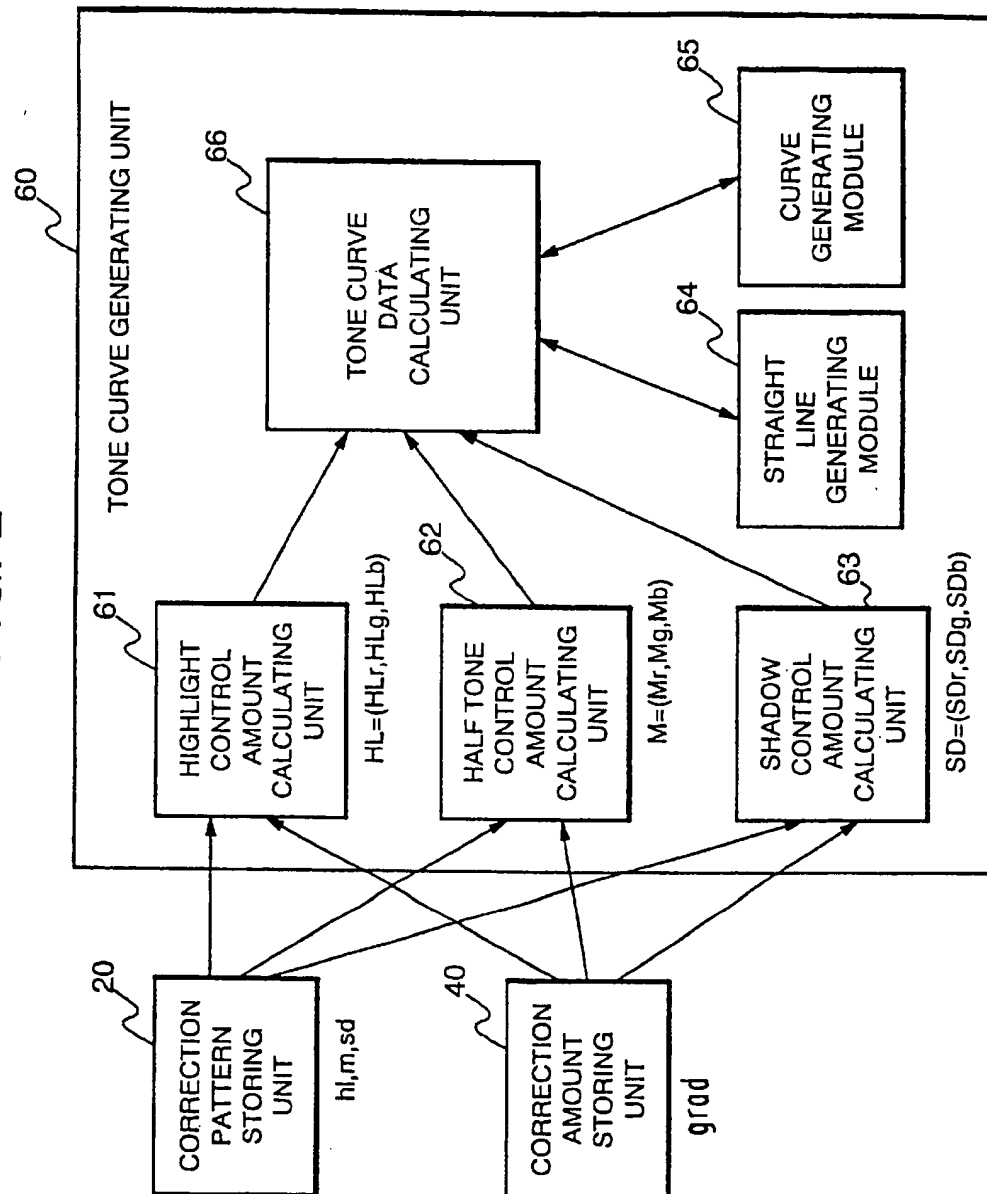 60
TONE CURVE GENERATING UNIT
20
CORRECTION
PATTERN
STORING
UNIT
hl,m,sd
40
CORRECTION
AMOUNT
STORING
UNIT
grad
61
HIGHLIGHT
CONTROL
AMOUNT
CALCULATING
UNIT
HL=(HLr,HLg,HLb)
62
HALF TONE
CONTROL
AMOUNT
CALCULATING
UNIT
M=(Mr,Mg,Mb)
63
SHADOW
CONTROL
AMOUNT
CALCULATING
UNIT
SD=(SDr,SDg,SDb)
66
TONE CURVE
DATA
CALCULATING
UNIT
64
STRAIGHT
LINE
GENERATING
MODULE
65
CURVE
GENERATING
MODULE